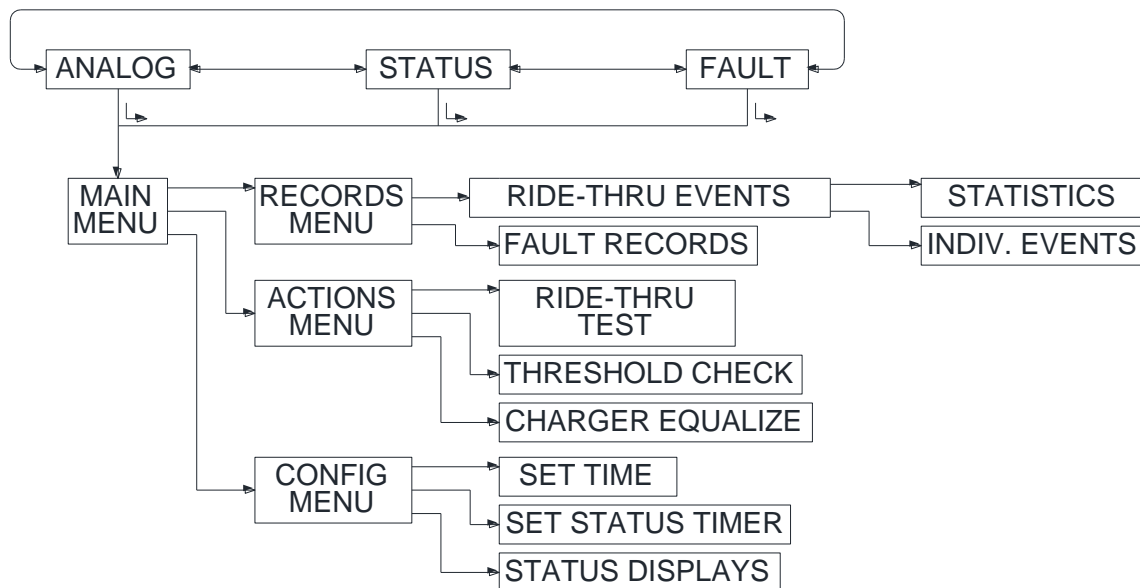 ANALOG
STATUS
FAULT
MAIN
MENU
RECORDS
MENU
RIDE-THRU EVENTS
STATISTICS
INDIV. EVENTS
FAULT RECORDS
ACTIONS
MENU
RIDE-THRU
TEST
THRESHOLD CHECK
CHARGER EQUALIZE
CONFIG
MENU
SET TIME
SET STATUS TIMER
STATUS DISPLAYS